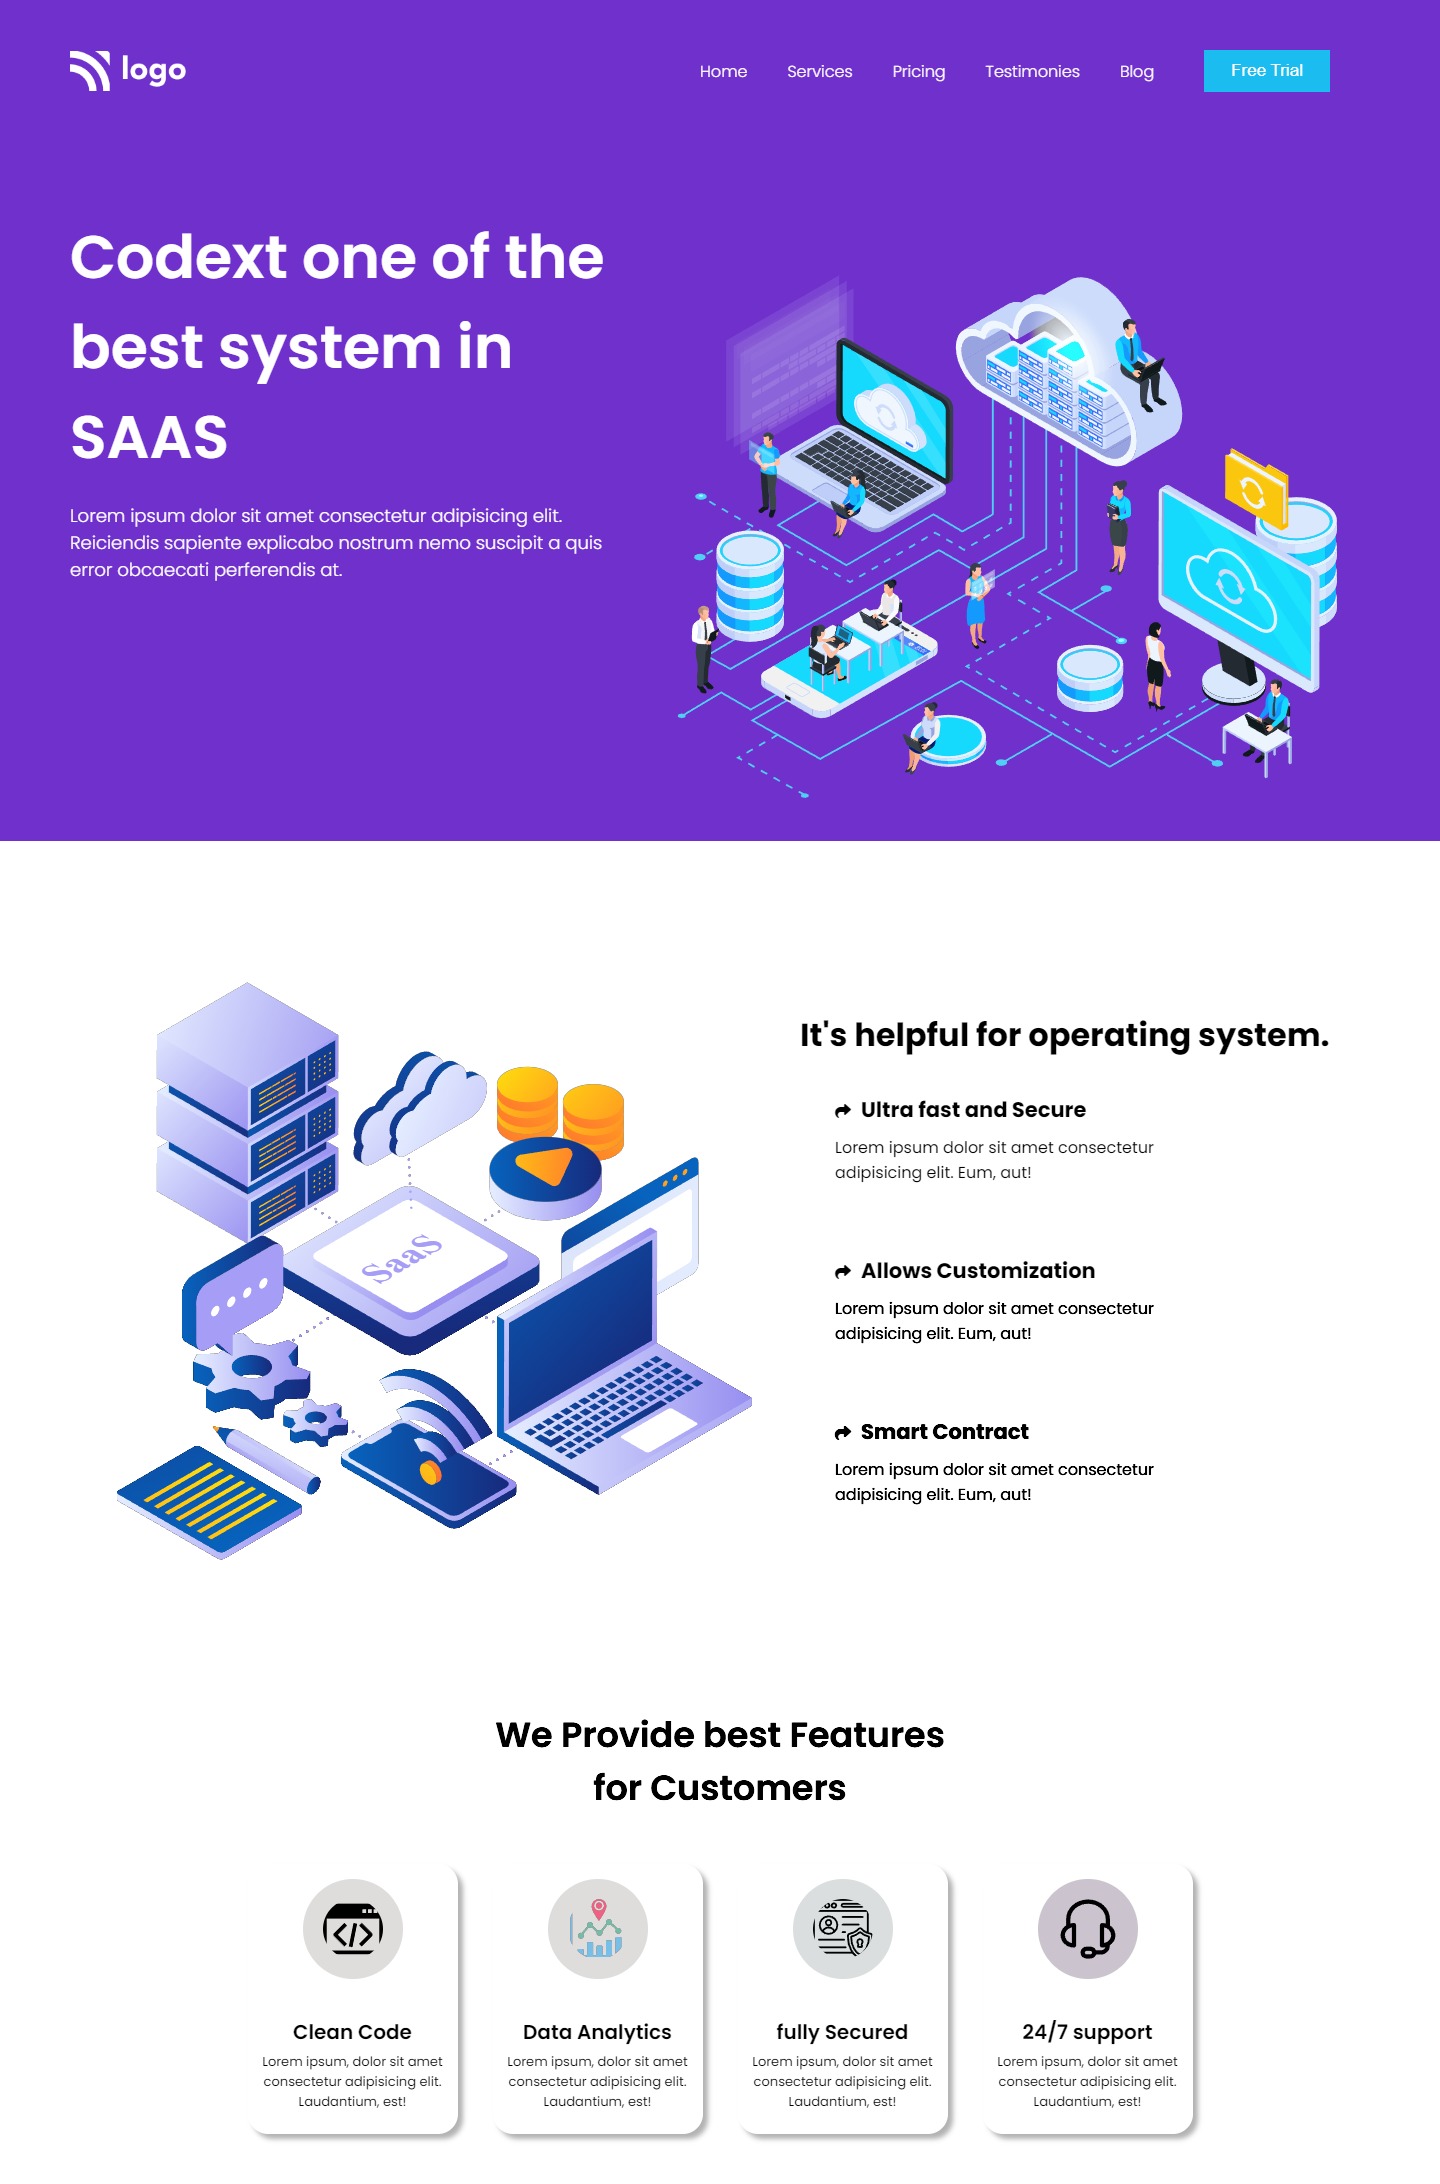 logo
Home Services Pricing Testimonies Blog Free Trial
Codext one of the
best system in
SAAS
Lorem ipsum dolor sit amet consectetur adipisicing elit.
Reiciendis sapiente explicabo nostrum nemo suscipit a quis
error obcaecati perferendis at.
SaaS
It's helpful for operating system.
Ultra fast and Secure
Lorem ipsum dolor sit amet consectetur
adipisicing elit. Eum, aut!
Allows Customization
Lorem ipsum dolor sit amet consectetur
adipisicing elit. Eum, aut!
Smart Contract
Lorem ipsum dolor sit amet consectetur
adipisicing elit. Eum, aut!
We Provide best Features
for Customers
Clean Code
Lorem ipsum, dolor sit amet
consectetur adipisicing elit.
Laudantium, est!
Data Analytics
Lorem ipsum, dolor sit amet
consectetur adipisicing elit.
Laudantium, est!
fully Secured
Lorem ipsum, dolor sit amet
consectetur adipisicing elit.
Laudantium, est!
24/7 support
Lorem ipsum, dolor sit amet
consectetur adipisicing elit.
Laudantium, est!